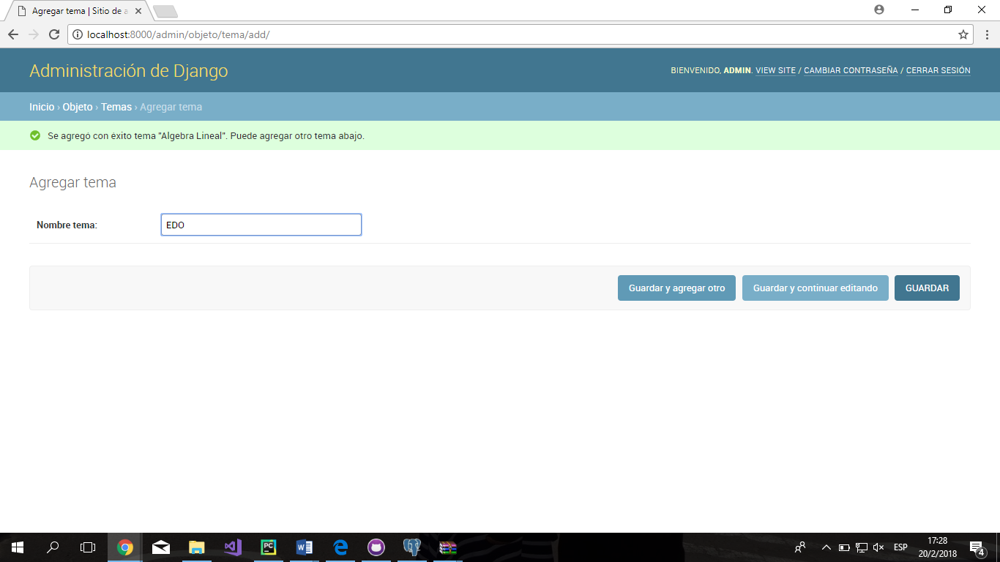 Agregar tema | Sitio de a
localhost:8000/admin/objeto/tema/add/
Administración de Django
BIENVENIDO, ADMIN. VIEW SITE / CAMBIAR CONTRASEÑA / CERRAR SESIÓN
Inicio › Objeto › Temas › Agregar tema
Se agregó con éxito tema "Algebra Lineal". Puede agregar otro tema abajo.
Agregar tema
Nombre tema: EDO
Guardar y agregar otro Guardar y continuar editando GUARDAR
PC W ESP 17:28
20/2/2018 4